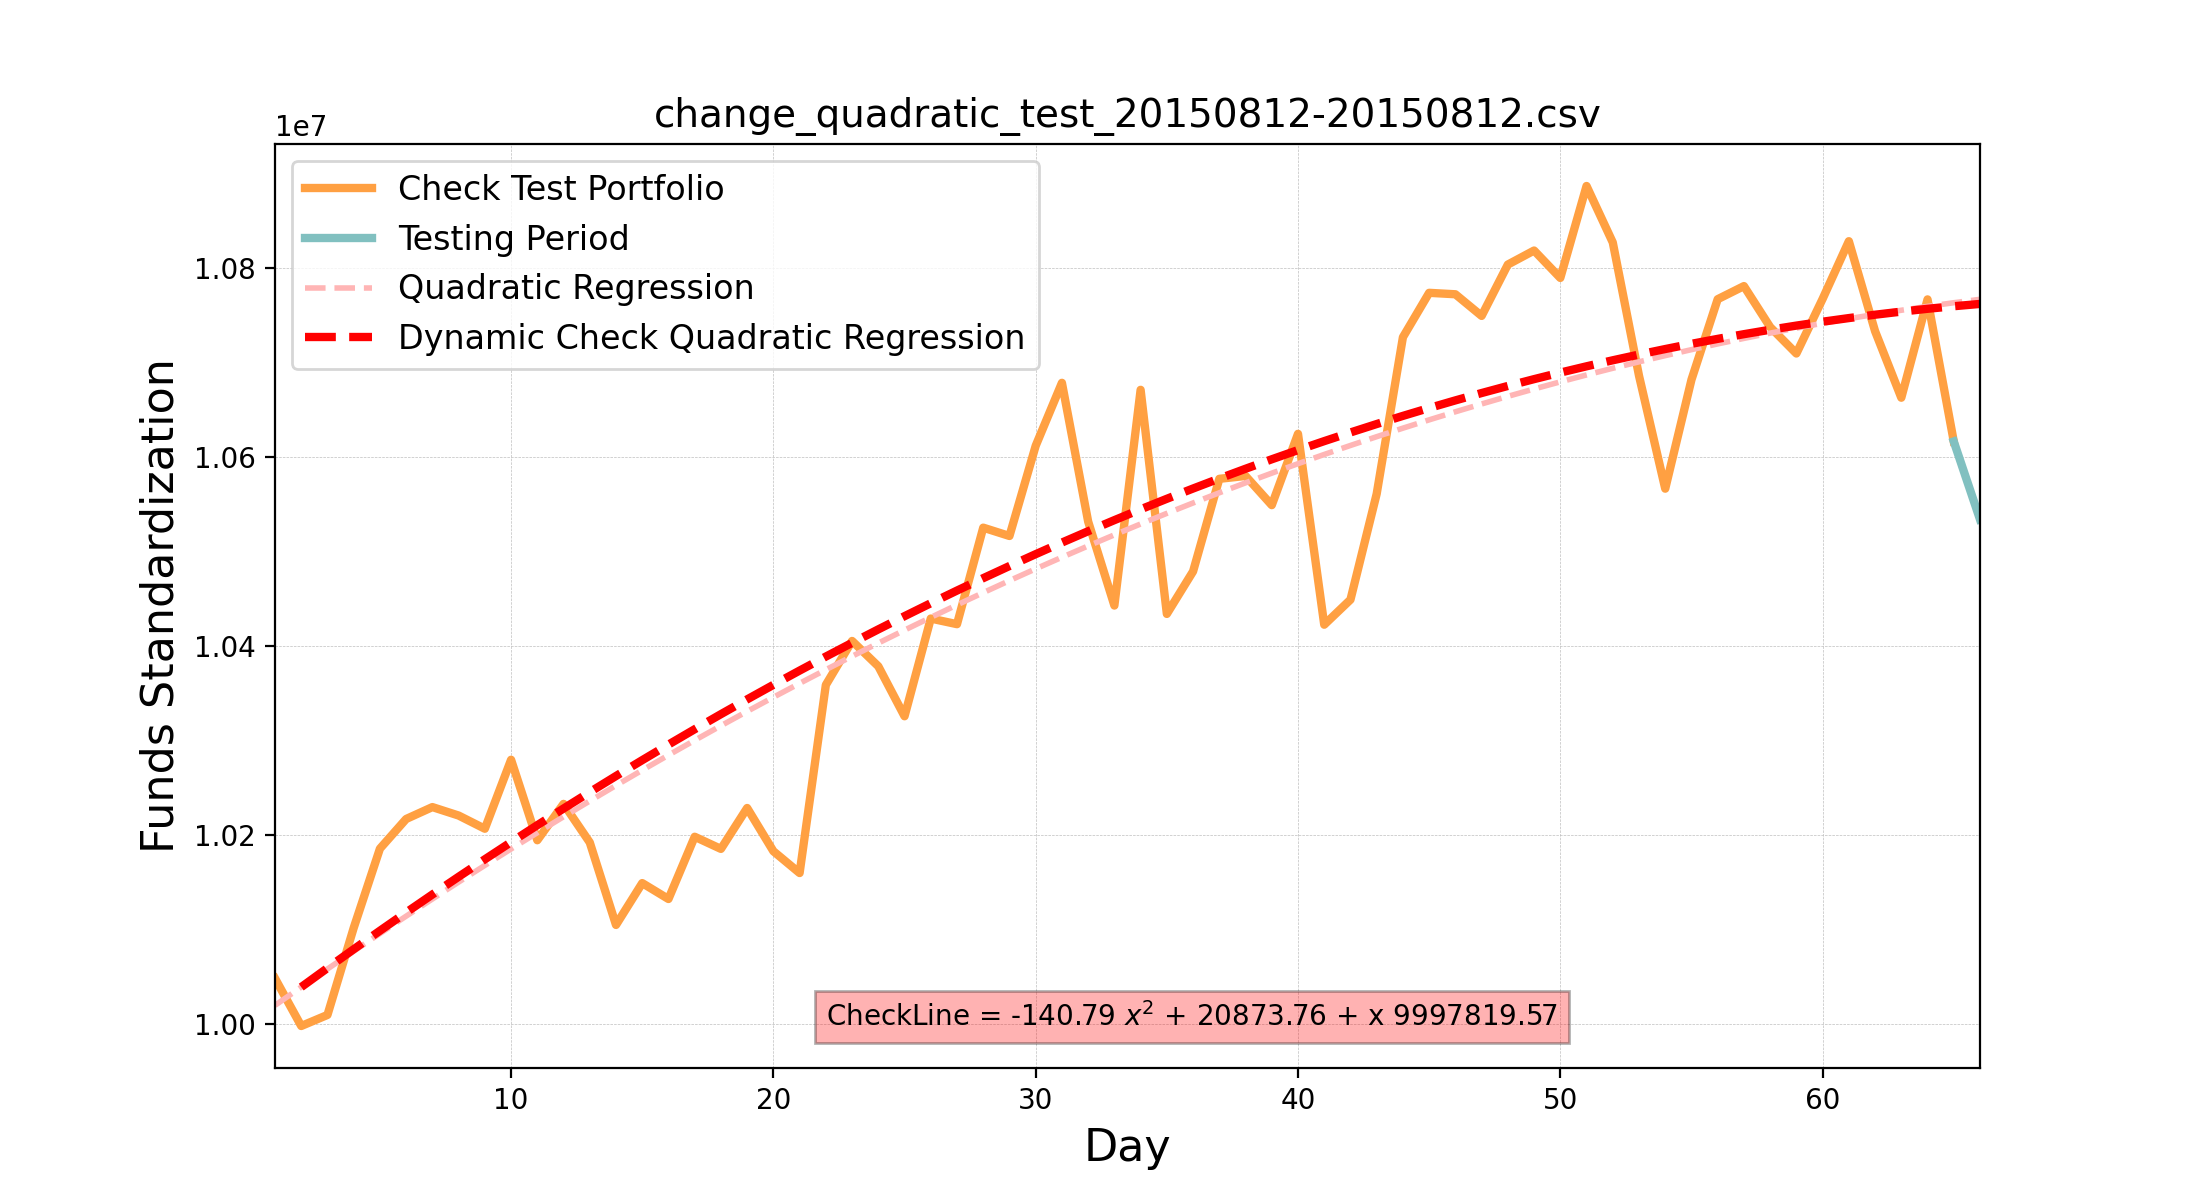 change_quadratic_test_20150812-20150812.csv
1e7
Check Test Portfolio
Testing Period
Quadratic Regression
Dynamic Check Quadratic Regression
1.08
1.06
1.04
1.02
1.00
Funds Standardization
CheckLine = -140.79 x² + 20873.76 + x 9997819.57
10 20 30 40 50 60
Day